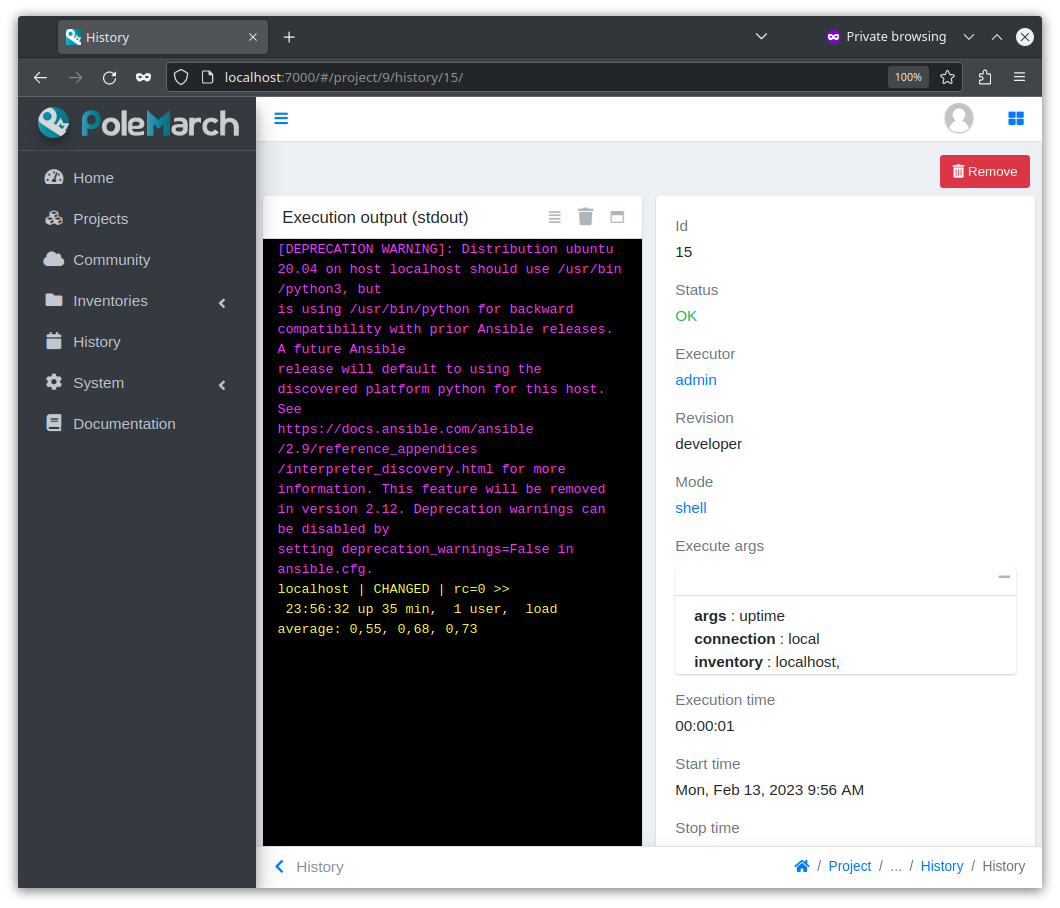 History
Private browsing
localhost:7000/#/project/9/history/15/
100%
PoleMarch
Home
Projects
Community
Inventories
History
System
Documentation
Remove
Execution output (stdout)
[DEPRECATION WARNING]: Distribution ubuntu
20.04 on host localhost should use /usr/bin
/python3, but
is using /usr/bin/python for backward
compatibility with prior Ansible releases.
A future Ansible
release will default to using the
discovered platform python for this host.
See
https://docs.ansible.com/ansible
/2.9/reference_appendices
/interpreter_discovery.html for more
information. This feature will be removed
in version 2.12. Deprecation warnings can
be disabled by
setting deprecation_warnings=False in
ansible.cfg.
localhost | CHANGED | rc=0 >>
23:56:32 up 35 min,  1 user,  load
average: 0,55, 0,68, 0,73
Id
15
Status
OK
Executor
admin
Revision
developer
Mode
shell
Execute args
args : uptime
connection : local
inventory : localhost,
Execution time
00:00:01
Start time
Mon, Feb 13, 2023 9:56 AM
Stop time
History
/ Project / ... / History / History